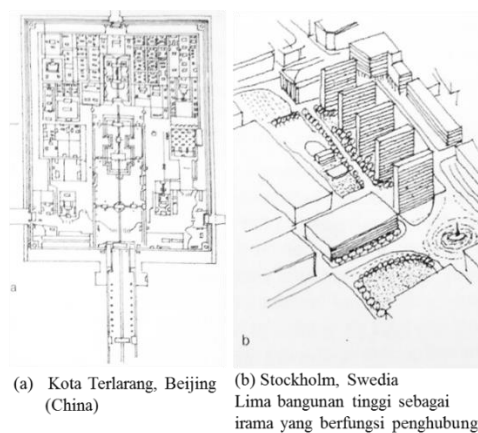 a
b
(a) Kota Terlarang, Beijing
(China)
(b) Stockholm, Swedia
Lima bangunan tinggi sebagai
irama yang berfungsi penghubung